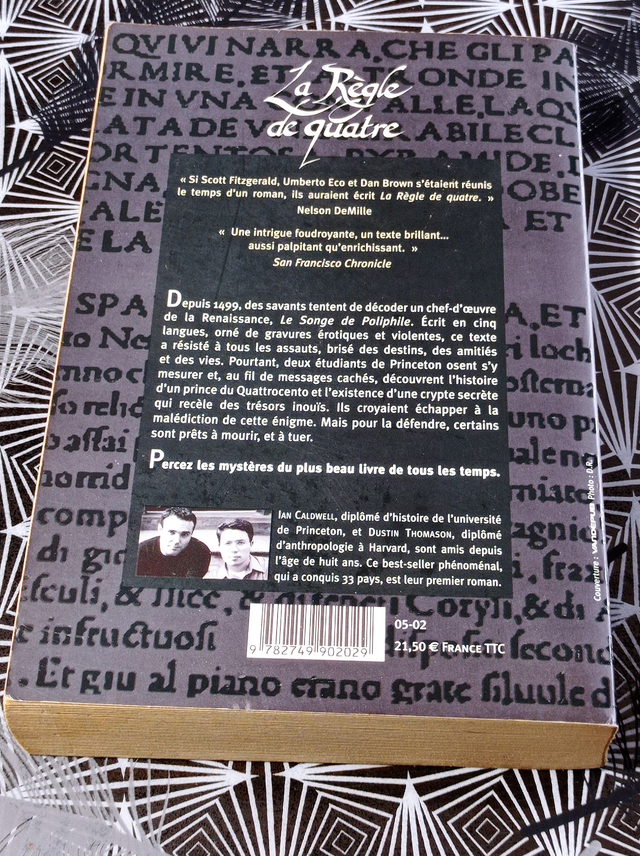 QVIVI NARRA, CHE GLI PA
RMIRE, ET
TRONDE IN
E IN VNA
VALLE, LA QV
La Règle
de quatre
« Si Scott Fitzgerald, Umberto Eco et Dan Brown s'étaient réunis
le temps d'un roman, ils auraient écrit La Règle de quatre. »
Nelson DeMille
« Une intrigue foudroyante, un texte brillant...
aussi palpitant qu'enrichissant. »
San Francisco Chronicle
Depuis 1499, des savants tentent de décoder un chef-d'œuvre
de la Renaissance, Le Songe de Poliphile. Écrit en cinq
langues, orné de gravures érotiques et violentes, ce texte
a résisté à tous les assauts, brisé des destins, des amitiés
et des vies. Pourtant, deux étudiants de Princeton osent s'y
mesurer et, au fil de messages cachés, découvrent l'histoire
d'un prince du Quattrocento et l'existence d'une crypte secrète
qui recèle des trésors inouïs. Ils croyaient échapper à la
malédiction de cette énigme. Mais pour la défendre, certains
sont prêts à mourir, et à tuer.
Percez les mystères du plus beau livre de tous les temps.
IAN CALDWELL, diplômé d'histoire de l'université
de Princeton, et DUSTIN THOMASON, diplômé
d'anthropologie à Harvard, sont amis depuis
l'âge de huit ans. Ce best-seller phénoménal,
qui a conquis 33 pays, est leur premier roman.
Couverture : Photo : D.R.
05-02
9 782749 902029
21,50 € FRANCE TTC
e infructuosi
. Et giu al piano erano grate siluule d